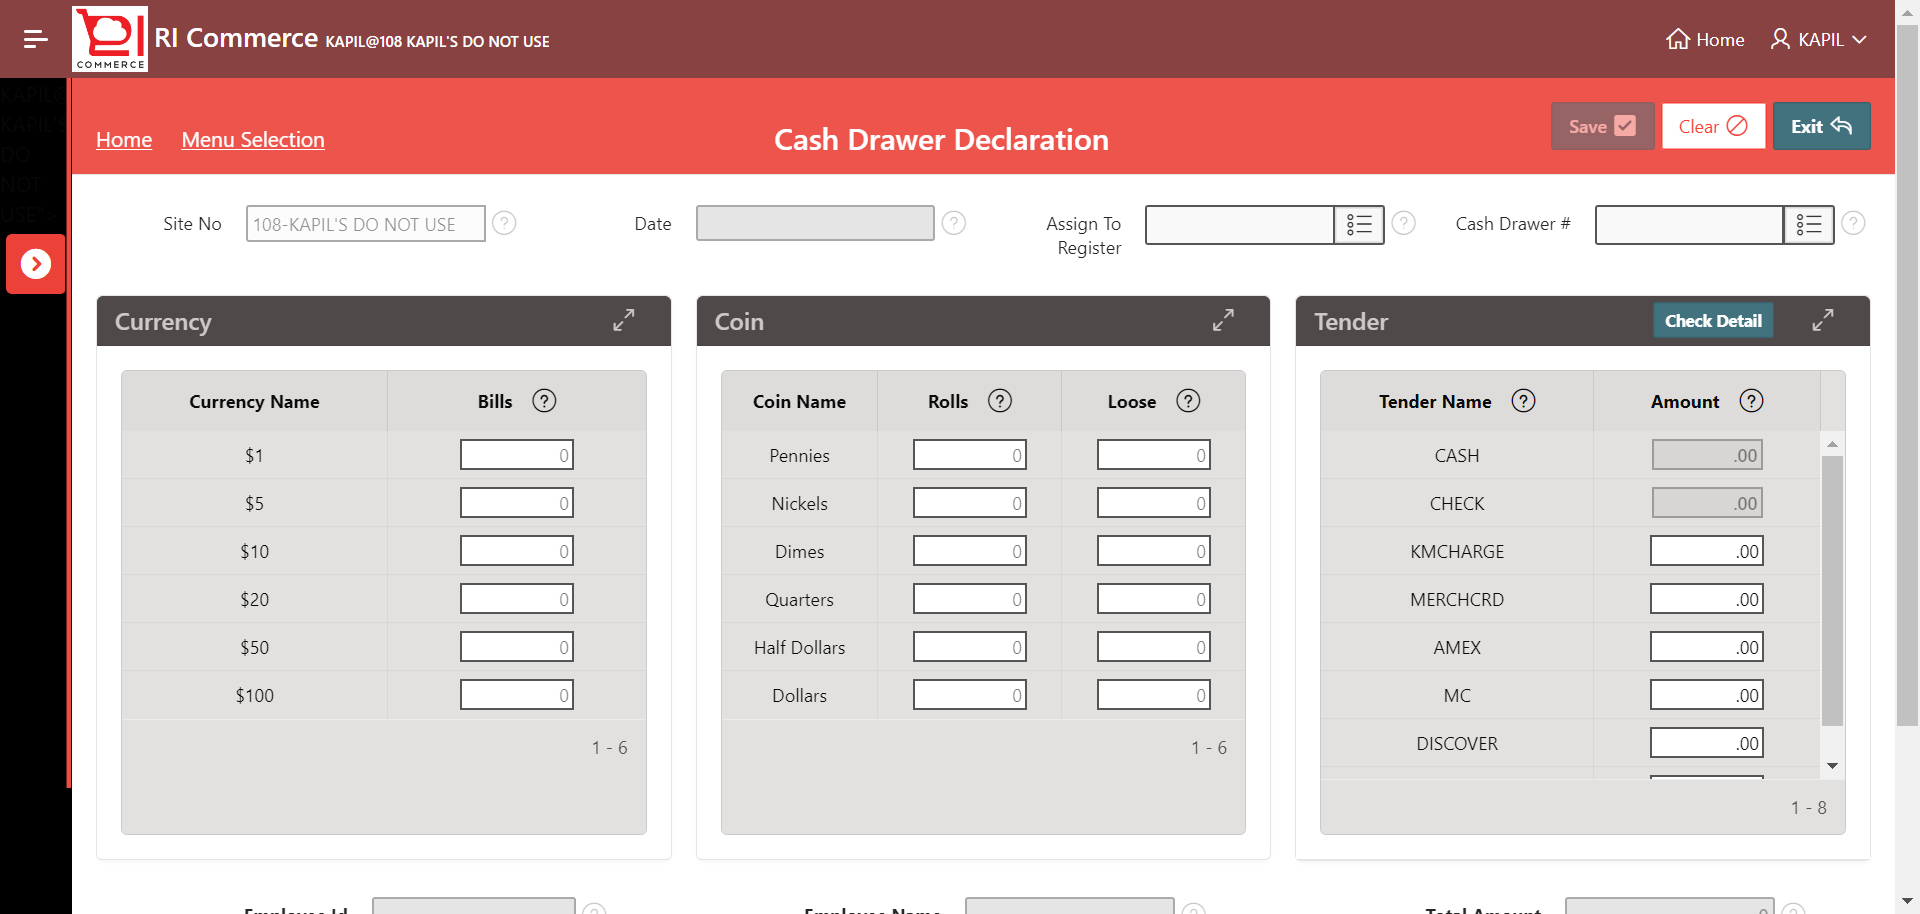 RI Commerce KAPIL@108 KAPIL'S DO NOT USE
COMMERCE
Home
KAPIL
KAPIL@
KAPIL'S
DO
NOT
USE
Home
Menu Selection
Cash Drawer Declaration
Save
Clear
Exit
Site No
108-KAPIL'S DO NOT USE
Date
Assign To
Register
Cash Drawer #
Currency
Currency Name Bills
$1 0
$5 0
$10 0
$20 0
$50 0
$100 0
1 - 6
Coin
Coin Name Rolls Loose
Pennies 0 0
Nickels 0 0
Dimes 0 0
Quarters 0 0
Half Dollars 0 0
Dollars 0 0
1 - 6
Tender
Check Detail
Tender Name Amount
CASH .00
CHECK .00
KMCHARGE .00
MERCHCRD .00
AMEX .00
MC .00
DISCOVER .00
1 - 8
Employee Id
Employee Name
Total Amount
0